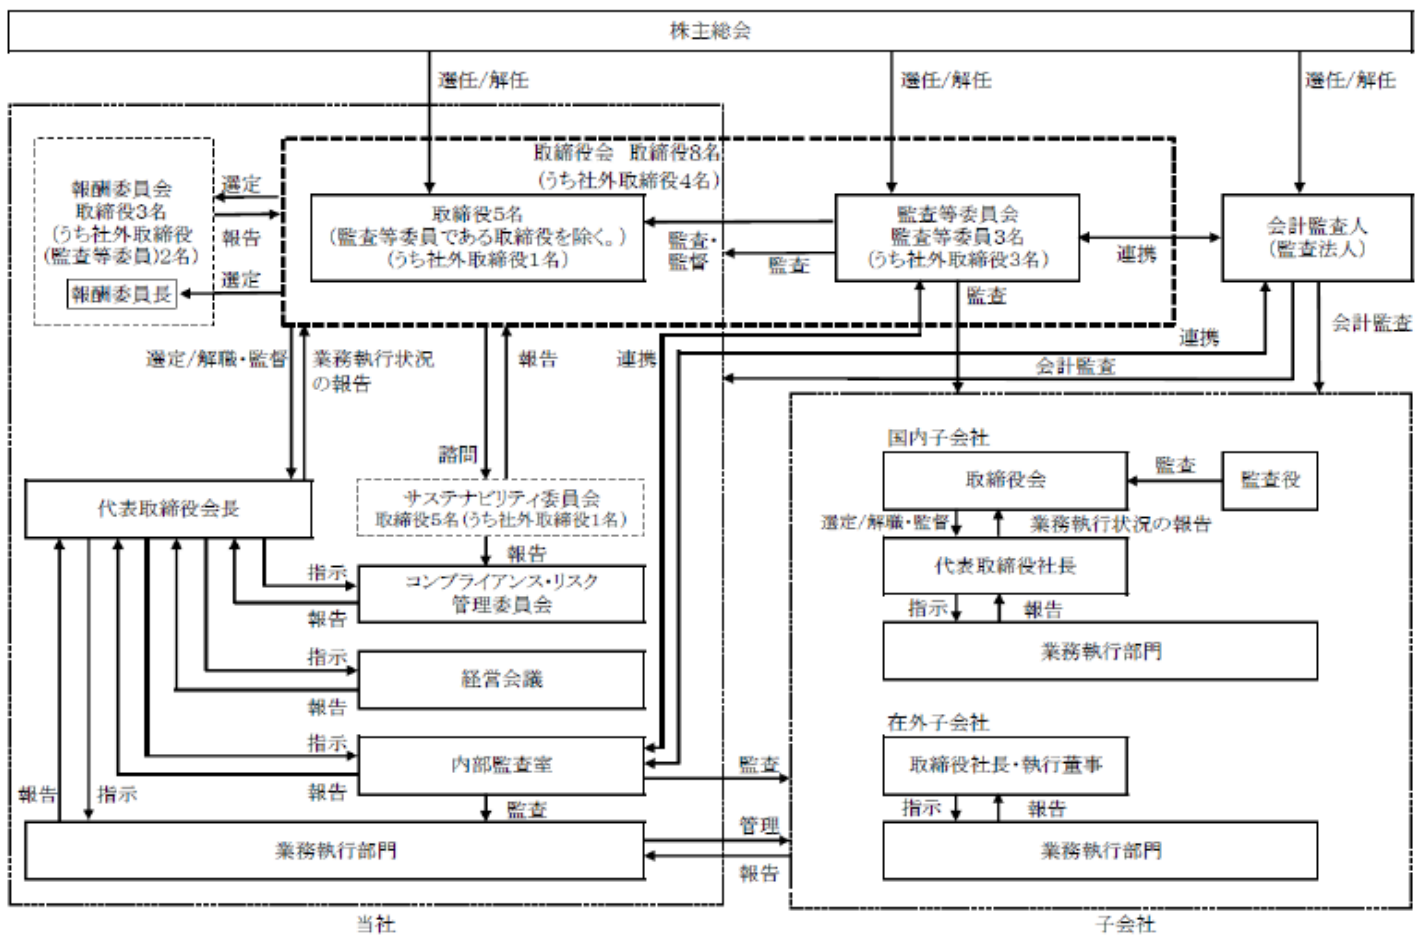 株主総会
選任/解任
選任/解任
選任/解任
取締役会 取締役8名
(うち社外取締役4名)
報酬委員会
取締役3名
(うち社外取締役
(監査等委員)2名)
報酬委員長
選定
報告
選定
取締役5名
(監査等委員である取締役を除く。)
(うち社外取締役1名)
監査・
監督
監査
監査等委員会
監査等委員3名
(うち社外取締役3名)
連携
会計監査人
(監査法人)
監査
会計監査
連携
会計監査
選定/解職・監督
業務執行状況
の報告
報告
連携
諮問
代表取締役会長
サステナビリティ委員会
取締役5名(うち社外取締役1名)
報告
指示
コンプライアンス・リスク
管理委員会
報告
指示
経営会議
報告
指示
内部監査室
報告
監査
監査
報告
指示
業務執行部門
管理
報告
当社
国内子会社
取締役会
監査
監査役
選定/解職・監督
業務執行状況の報告
代表取締役社長
指示
報告
業務執行部門
在外子会社
取締役社長・執行董事
指示
報告
業務執行部門
子会社